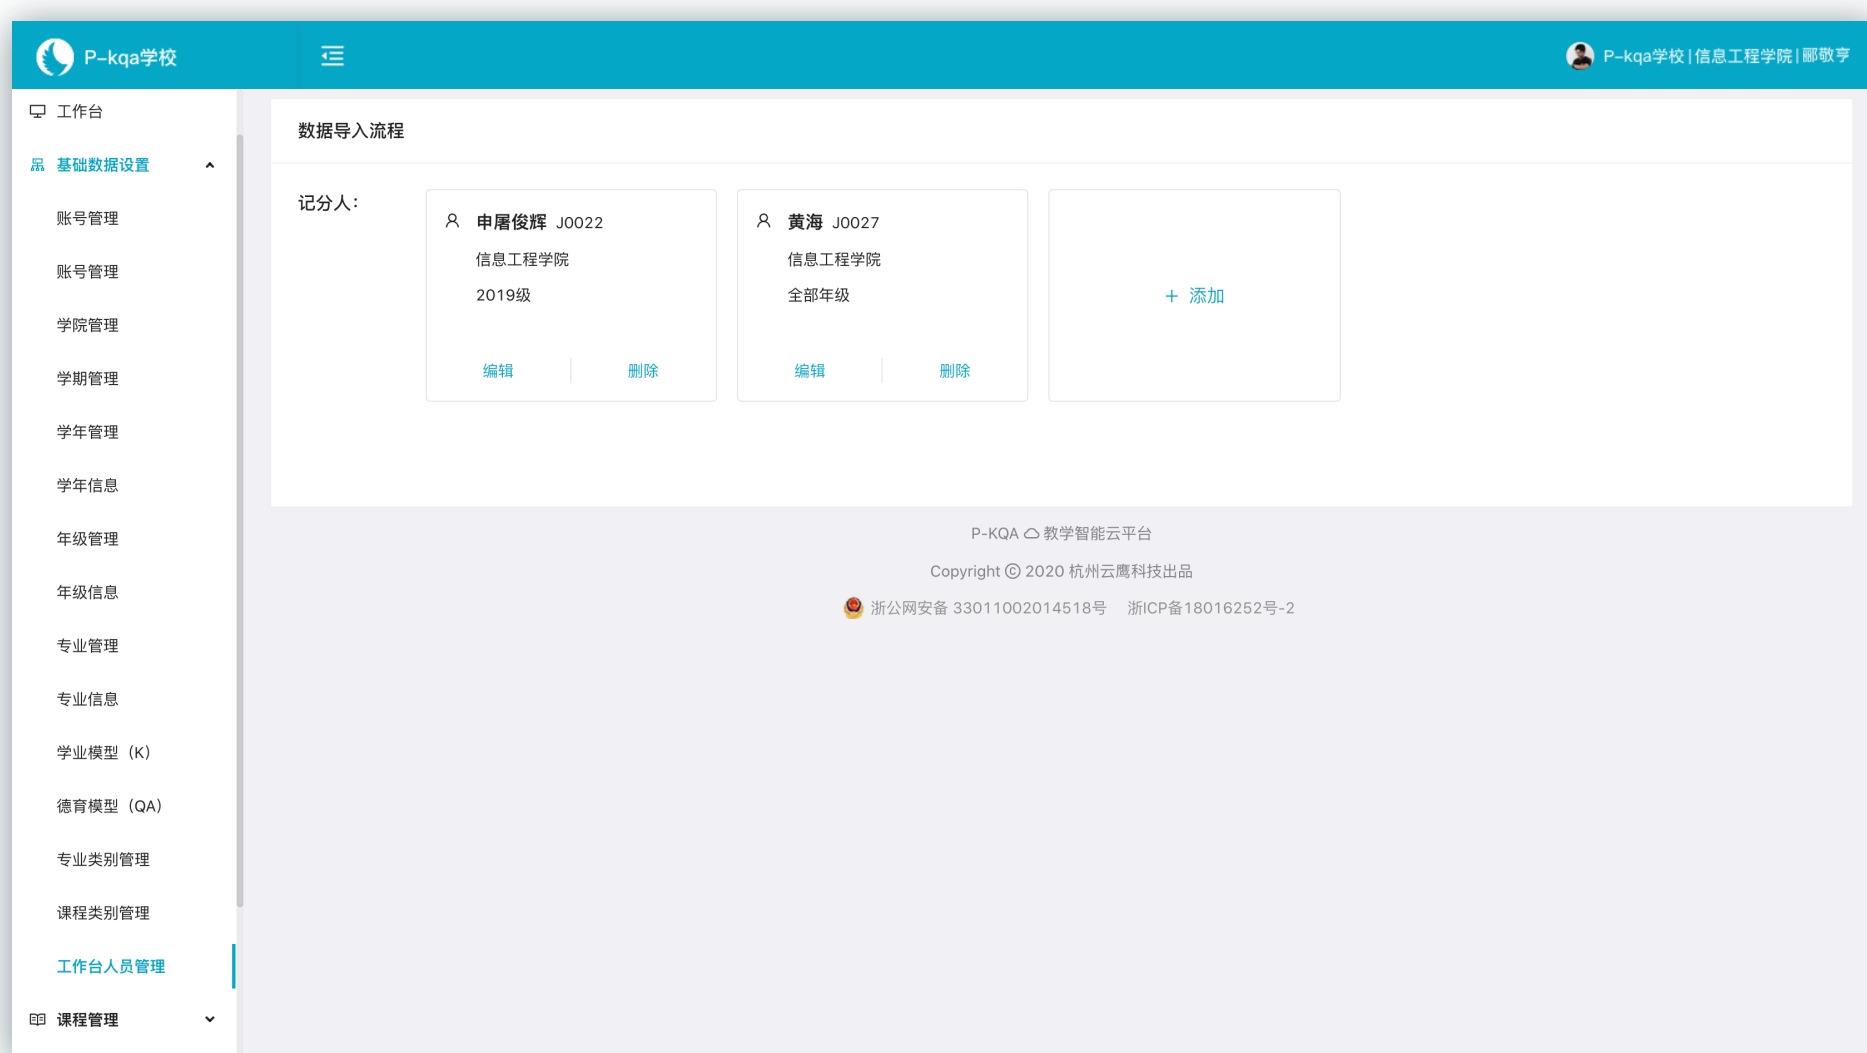 P-kqa学校
P-kqa学校|信息工程学院|郦敬亨
工作台
基础数据设置
账号管理
账号管理
学院管理
学期管理
学年管理
学年信息
年级管理
年级信息
专业管理
专业信息
学业模型（K）
德育模型（QA）
专业类别管理
课程类别管理
工作台人员管理
课程管理
数据导入流程
记分人：
申屠俊辉 J0022
信息工程学院
2019级
编辑 删除
黄海 J0027
信息工程学院
全部年级
编辑 删除
+ 添加
P-KQA 教学智能云平台
Copyright © 2020 杭州云鹰科技出品
浙公网安备 33011002014518号 浙ICP备18016252号-2